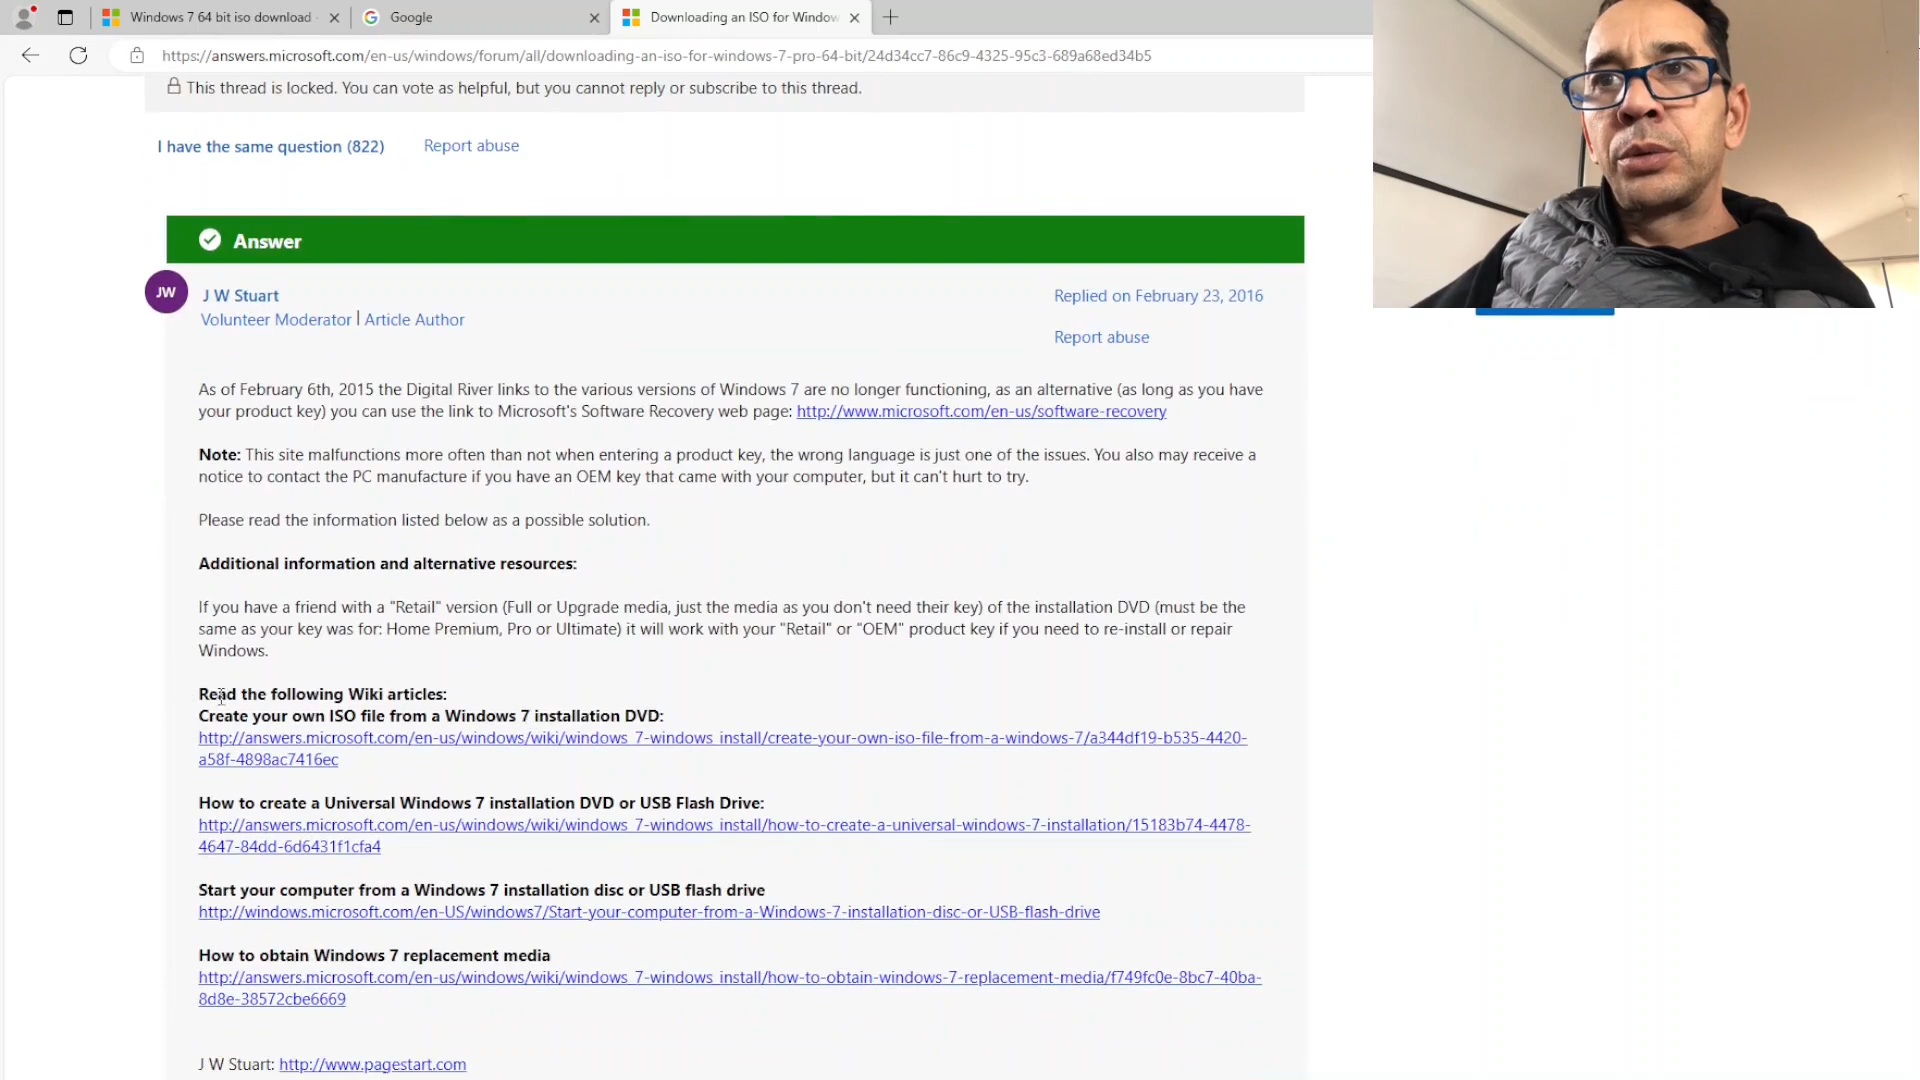 Windows 7 64 bit iso download
Google
Downloading an ISO for Window
https://answers.microsoft.com/en-us/windows/forum/all/downloading-an-iso-for-windows-7-pro-64-bit/24d34cc7-86c9-4325-95c3-689a68ed34b5
This thread is locked. You can vote as helpful, but you cannot reply or subscribe to this thread.
I have the same question (822) Report abuse
Answer
JW
J W Stuart
Replied on February 23, 2016
Volunteer Moderator | Article Author
Report abuse
As of February 6th, 2015 the Digital River links to the various versions of Windows 7 are no longer functioning, as an alternative (as long as you have
your product key) you can use the link to Microsoft's Software Recovery web page: http://www.microsoft.com/en-us/software-recovery
Note: This site malfunctions more often than not when entering a product key, the wrong language is just one of the issues. You also may receive a
notice to contact the PC manufacture if you have an OEM key that came with your computer, but it can't hurt to try.
Please read the information listed below as a possible solution.
Additional information and alternative resources:
If you have a friend with a "Retail" version (Full or Upgrade media, just the media as you don't need their key) of the installation DVD (must be the
same as your key was for: Home Premium, Pro or Ultimate) it will work with your "Retail" or "OEM" product key if you need to re-install or repair
Windows.
Read the following Wiki articles:
Create your own ISO file from a Windows 7 installation DVD:
http://answers.microsoft.com/en-us/windows/wiki/windows_7-windows_install/create-your-own-iso-file-from-a-windows-7/a344df19-b535-4420-
a58f-4898ac7416ec
How to create a Universal Windows 7 installation DVD or USB Flash Drive:
http://answers.microsoft.com/en-us/windows/wiki/windows_7-windows_install/how-to-create-a-universal-windows-7-installation/15183b74-4478-
4647-84dd-6d6431f1cfa4
Start your computer from a Windows 7 installation disc or USB flash drive
http://windows.microsoft.com/en-US/windows7/Start-your-computer-from-a-Windows-7-installation-disc-or-USB-flash-drive
How to obtain Windows 7 replacement media
http://answers.microsoft.com/en-us/windows/wiki/windows_7-windows_install/how-to-obtain-windows-7-replacement-media/f749fc0e-8bc7-40ba-
8d8e-38572cbe6669
J W Stuart: http://www.pagestart.com